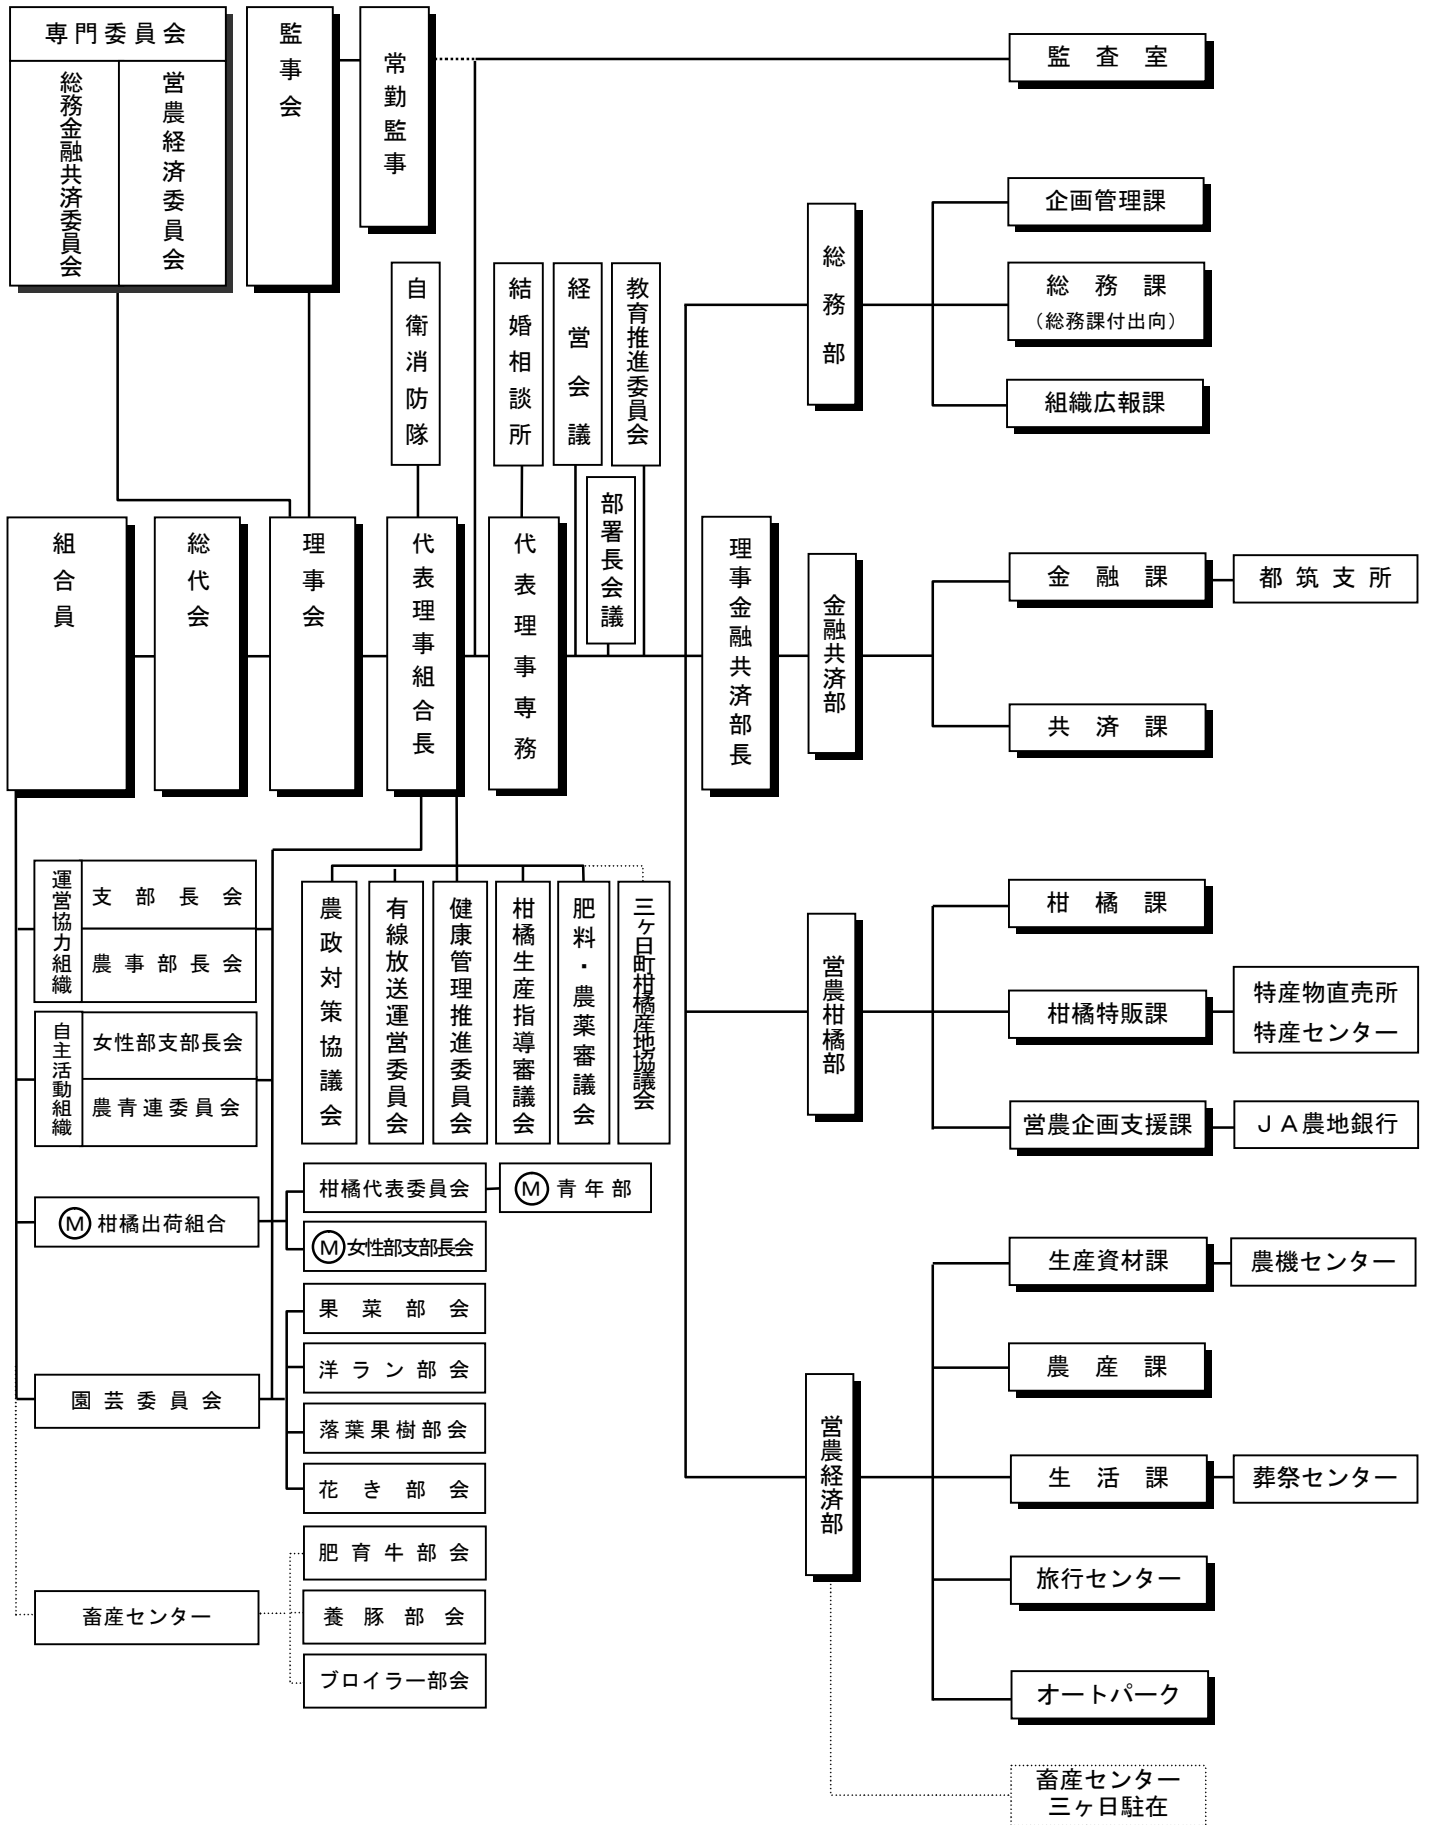 専門委員会
総務金融共済委員会
営農経済委員会
監事会
常勤監事
監査室
企画管理課
総務部
総務課
（総務課付出向）
組織広報課
自衛消防隊
結婚相談所
経営会議
教育推進委員会
部署長会議
組合員
総代会
理事会
代表理事組合長
代表理事専務
理事金融共済部長
金融共済部
金融課
都筑支所
共済課
運営協力組織
支部長会
農事部長会
自主活動組織
女性部支部長会
農青連委員会
農政対策協議会
有線放送運営委員会
健康管理推進委員会
柑橘生産指導審議会
肥料・農薬審議会
三ケ日町柑橘産地協議会
営農柑橘部
柑橘課
柑橘特販課
特産物直売所
特産センター
営農企画支援課
ＪＡ農地銀行
Ⓜ柑橘出荷組合
柑橘代表委員会
Ⓜ青年部
Ⓜ女性部支部長会
園芸委員会
果菜部会
洋ラン部会
落葉果樹部会
花き部会
畜産センター
肥育牛部会
養豚部会
ブロイラー部会
営農経済部
生産資材課
農機センター
農産課
生活課
葬祭センター
旅行センター
オートパーク
畜産センター
三ヶ日駐在